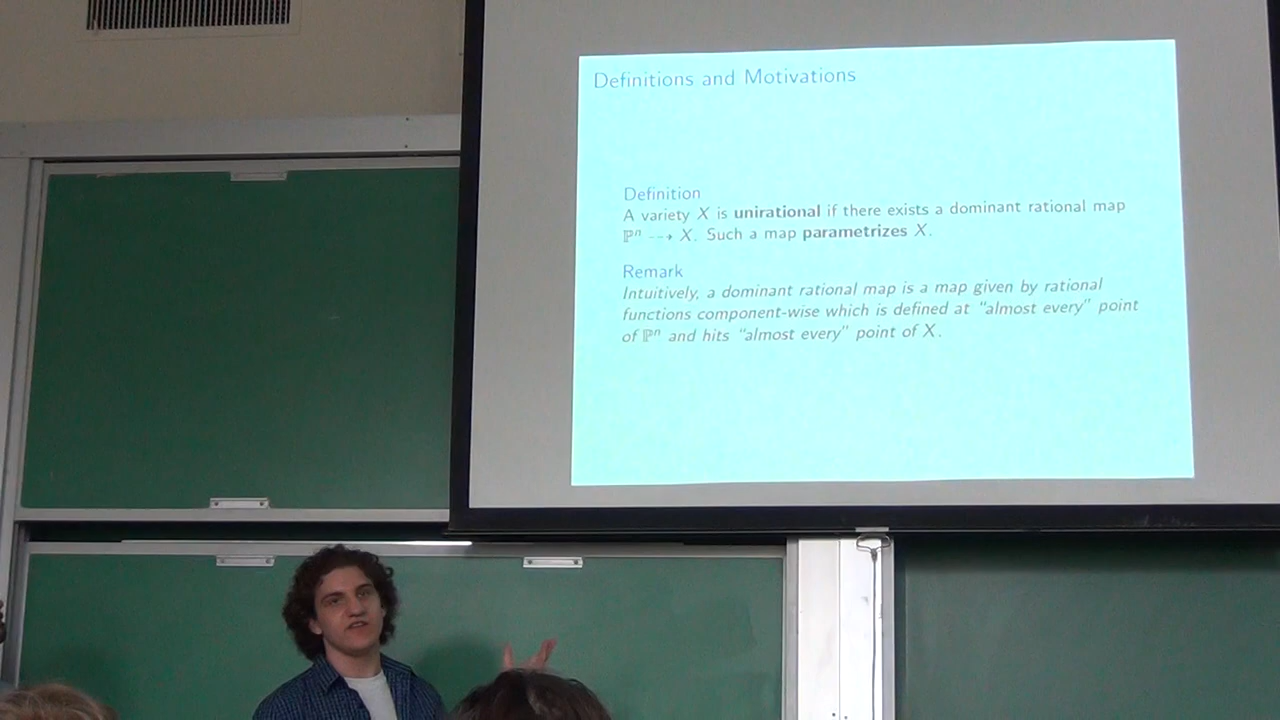 Definitions and Motivations
Definition
A variety X is unirational if there exists a dominant rational map
ℙⁿ ⇢ X. Such a map parametrizes X.
Remark
Intuitively, a dominant rational map is a map given by rational
functions component-wise which is defined at “almost every” point
of ℙⁿ and hits “almost every” point of X.